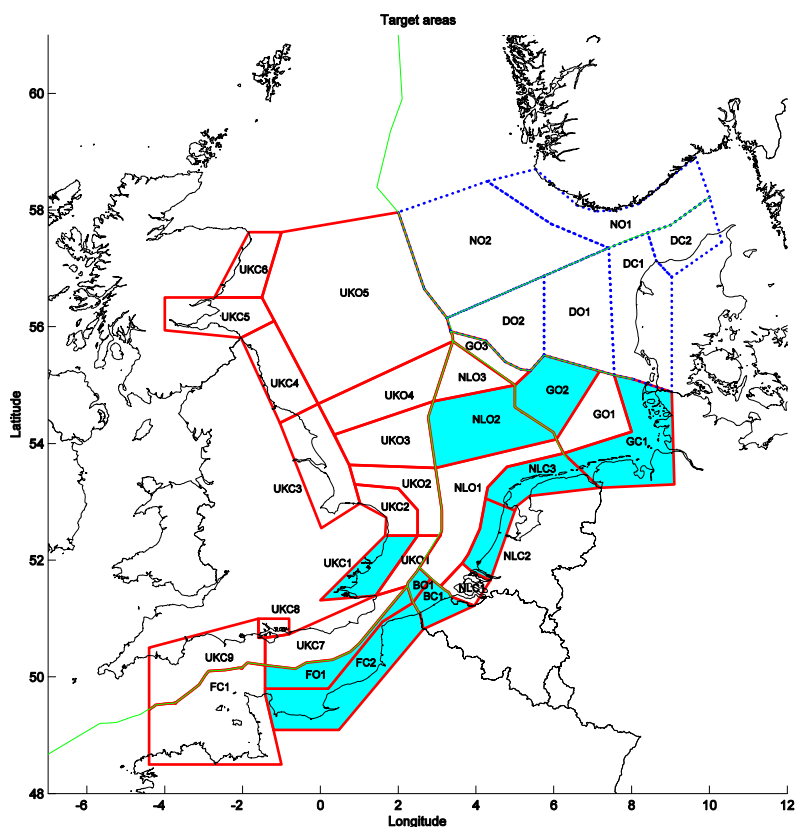 Target areas
60
58
56
54
52
50
48
Latitude
NO1
NO2
DC2
DC1
UKC6
UKO5
UKC5
DO2
DO1
GO3
UKC4
NLO3
UKO4
GO2
GO1
NLO2
UKO3
GC1
NLC3
UKC3
UKO2
NLO1
UKC2
UKC1
UKO1
NLC2
BO1
NLC1
BC1
UKC8
UKC7
UKC9
FC2
FO1
FC1
-6 -4 -2 0 2 4 6 8 10 12
Longitude